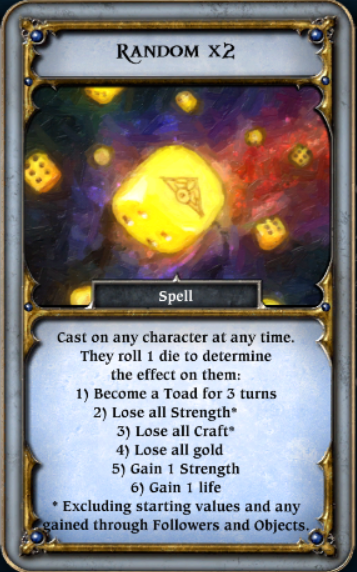 Random x2
Spell
Cast on any character at any time.
They roll 1 die to determine
the effect on them:
1) Become a Toad for 3 turns
2) Lose all Strength*
3) Lose all Craft*
4) Lose all gold
5) Gain 1 Strength
6) Gain 1 life
* Excluding starting values and any
gained through Followers and Objects.